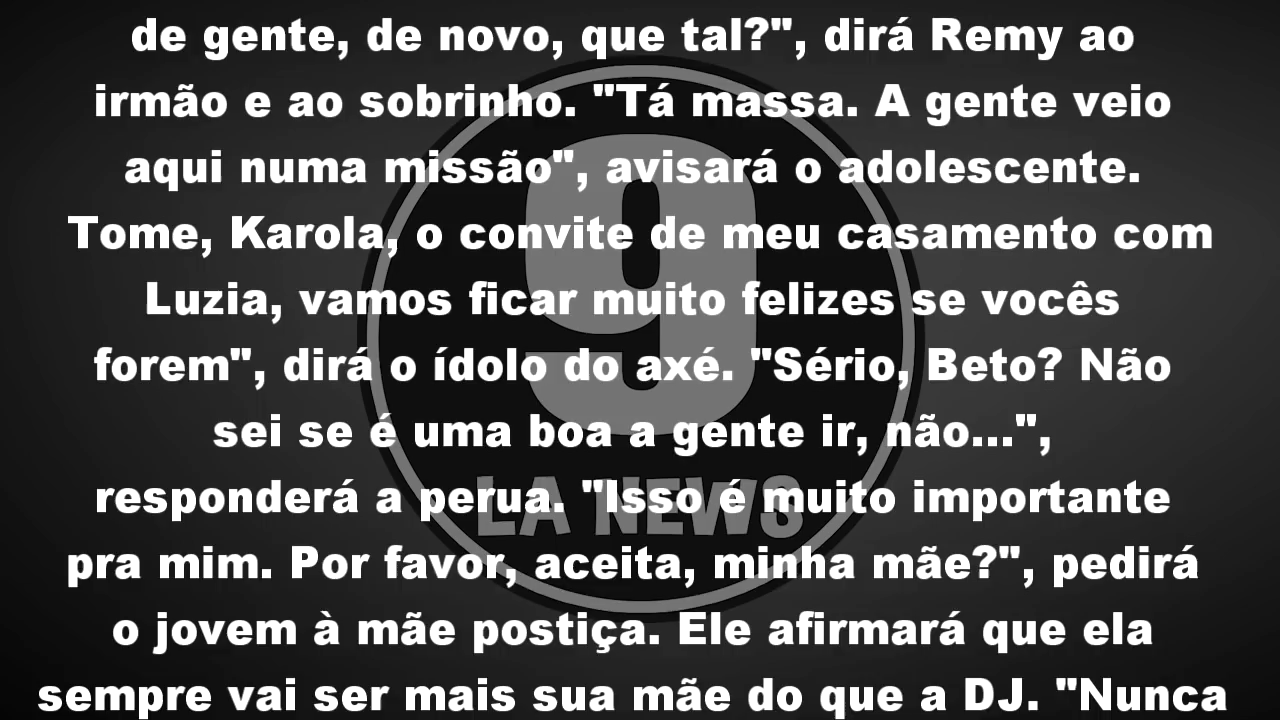 de gente, de novo, que tal?", dirá Remy ao
irmão e ao sobrinho. "Tá massa. A gente veio
aqui numa missão", avisará o adolescente.
Tome, Karola, o convite de meu casamento com
Luzia, vamos ficar muito felizes se vocês
forem", dirá o ídolo do axé. "Sério, Beto? Não
sei se é uma boa a gente ir, não...",
responderá a perua. "Isso é muito importante
pra mim. Por favor, aceita, minha mãe?", pedirá
o jovem à mãe postiça. Ele afirmará que ela
sempre vai ser mais sua mãe do que a DJ. "Nunca
9
LA NEWS